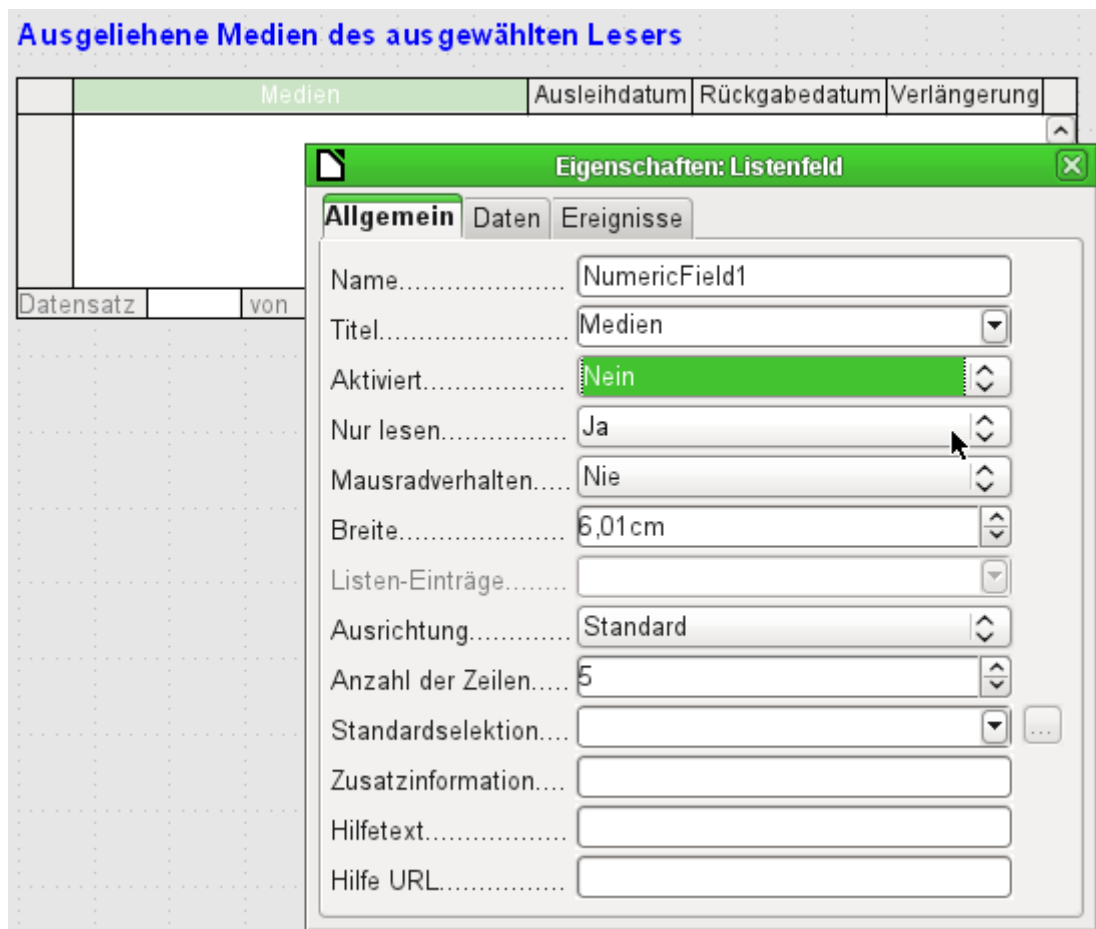 Ausgeliehene Medien des ausgewählten Lesers
Medien Ausleihdatum Rückgabedatum Verlängerung
Datensatz von
Eigenschaften: Listenfeld
Allgemein Daten Ereignisse
Name..................... NumericField1
Titel........................ Medien
Aktiviert.................. Nein
Nur lesen................ Ja
Mausradverhalten..... Nie
Breite..................... 6,01cm
Listen-Einträge........
Ausrichtung............. Standard
Anzahl der Zeilen..... 5
Standardselektion.... ...
Zusatzinformation....
Hilfetext..................
Hilfe URL................